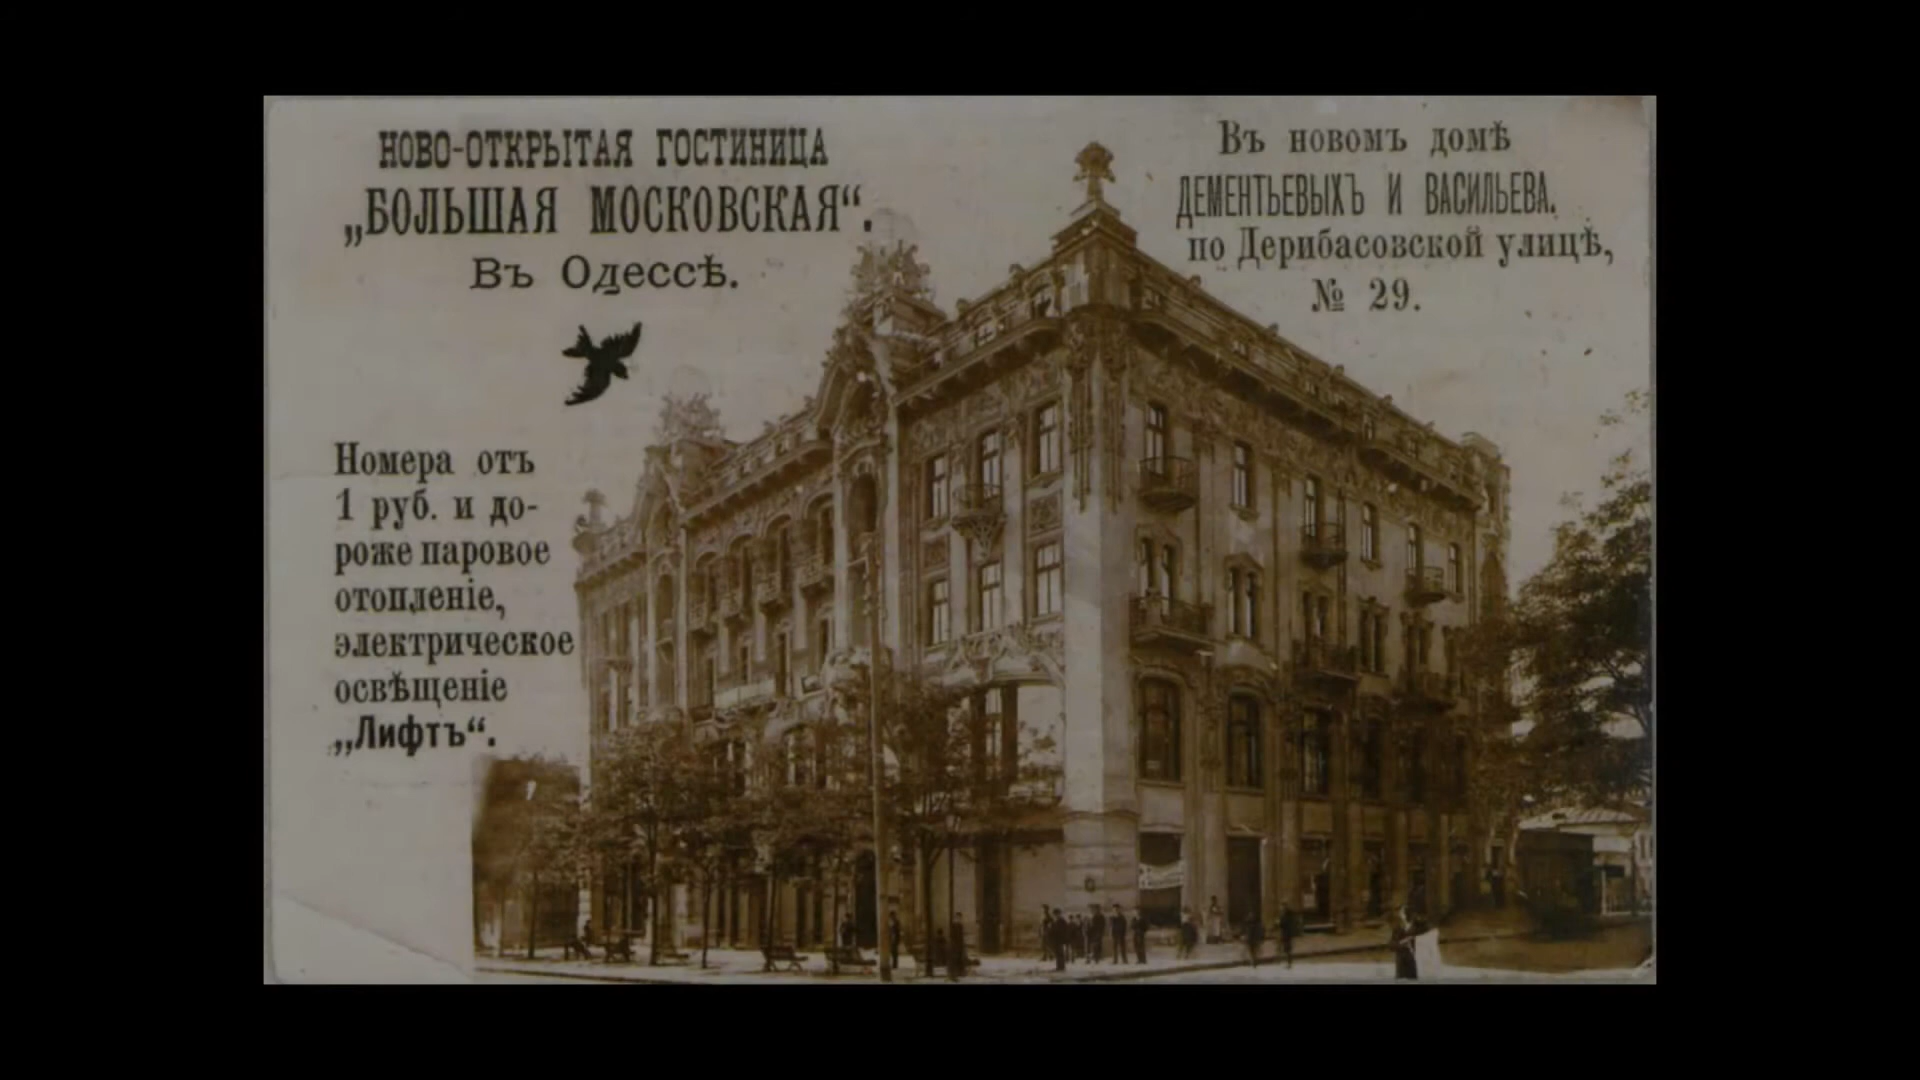 НОВО-ОТКРЫТАЯ ГОСТИНИЦА
„БОЛЬШАЯ МОСКОВСКАЯ“.
Въ Одессѣ.
Въ новомъ домѣ
ДЕМЕНТЬЕВЫХЪ И ВАСИЛЬЕВА.
по Дерибасовской улицѣ,
№ 29.
Номера отъ
1 руб. и до-
роже паровое
отопленіе,
электрическое
освѣщеніе
„Лифтъ“.